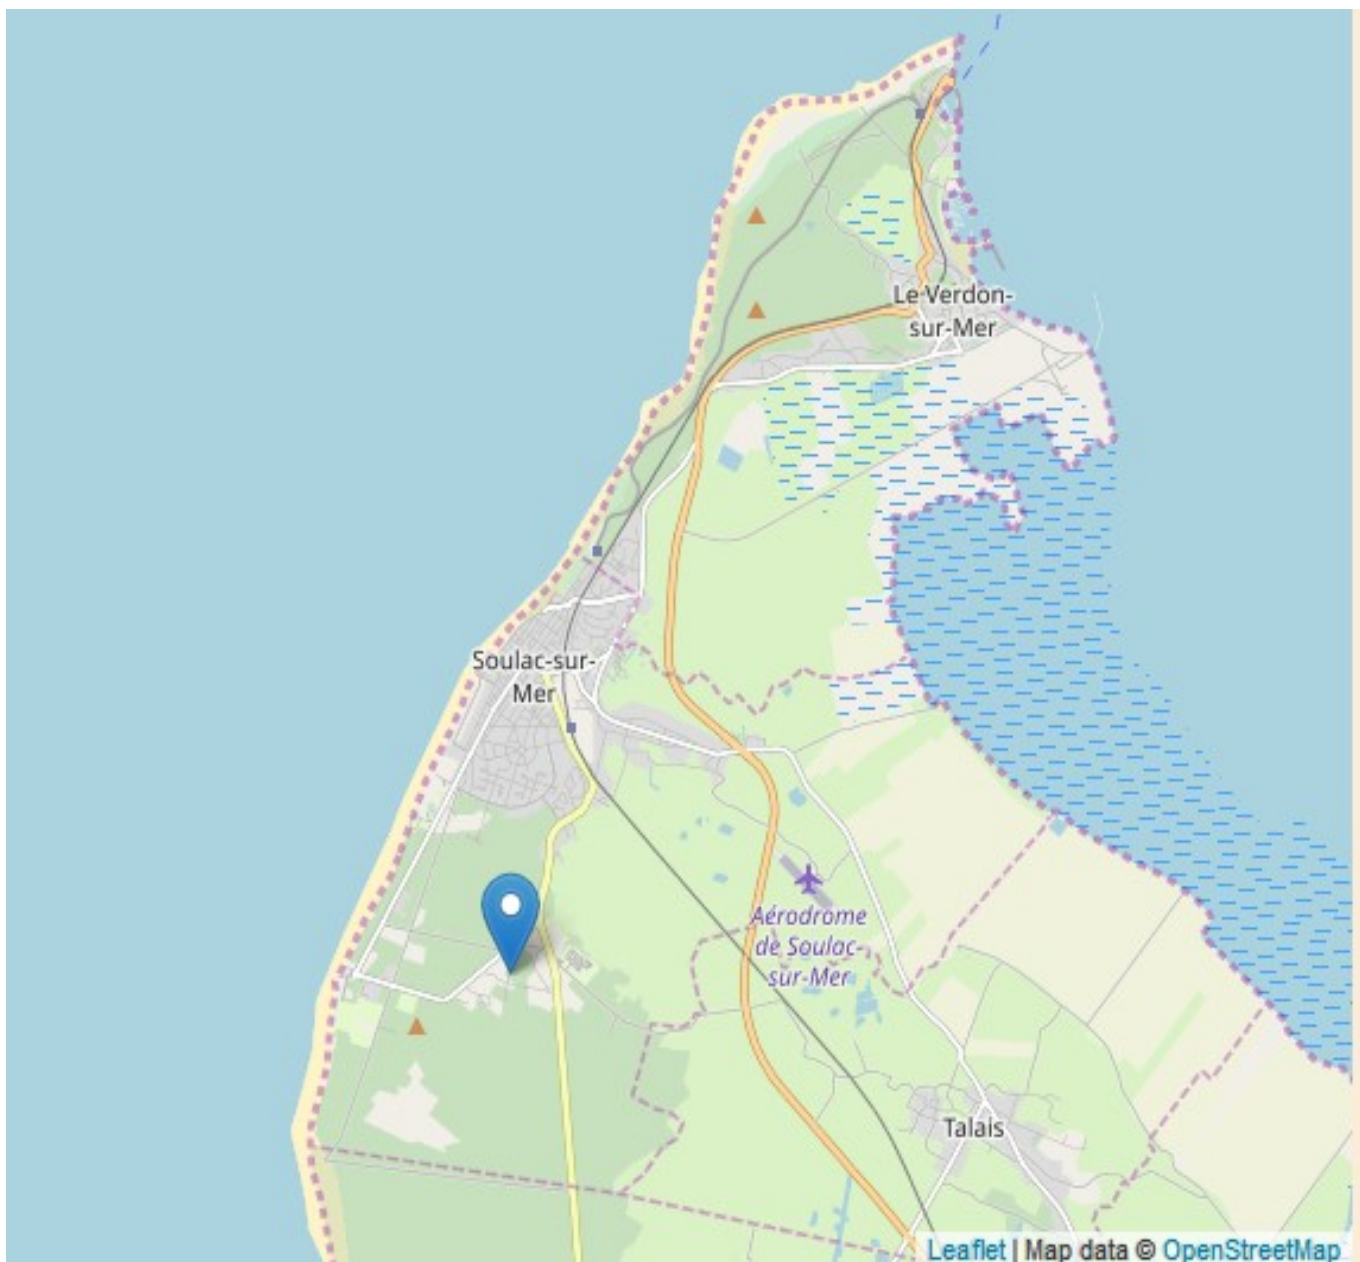 Le Verdon-
sur-Mer
Soulac-sur-
Mer
Aérodrome
de Soulac-
sur-Mer
Talais
Leaflet | Map data © OpenStreetMap